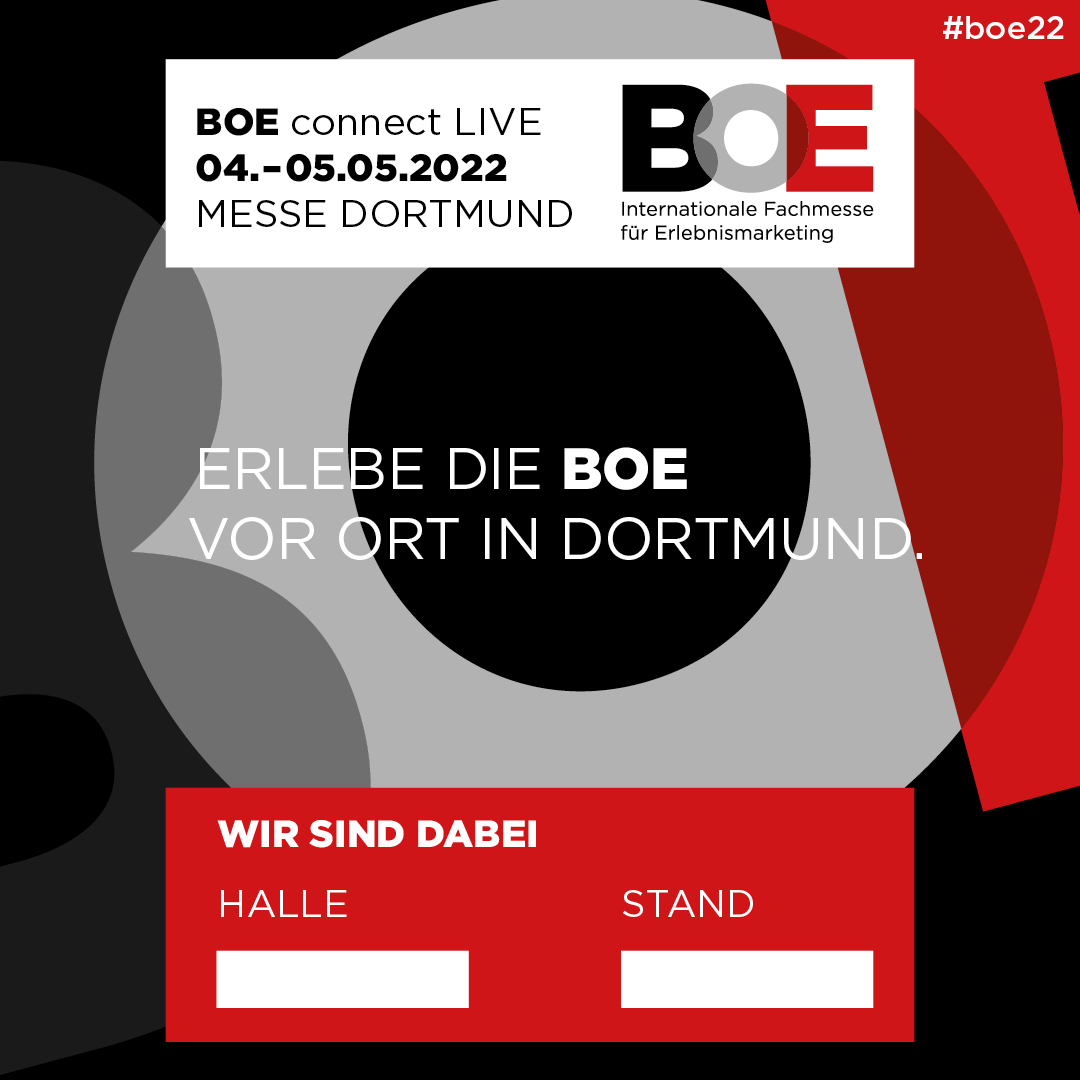 #boe22
BOE connect LIVE
04.–05.05.2022
MESSE DORTMUND
BOE
Internationale Fachmesse
für Erlebnismarketing
ERLEBE DIE BOE
VOR ORT IN DORTMUND.
WIR SIND DABEI
HALLE
STAND